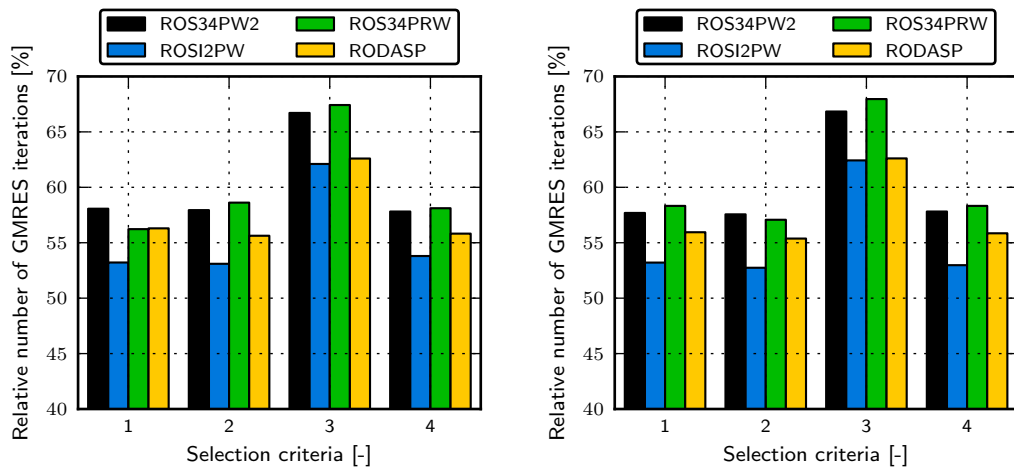 ROS34PW2 ROS34PRW
ROSI2PW RODASP
Relative number of GMRES iterations [%]
70
65
60
55
50
45
40
1 2 3 4
Selection criteria [-]
ROS34PW2 ROS34PRW
ROSI2PW RODASP
Relative number of GMRES iterations [%]
70
65
60
55
50
45
40
1 2 3 4
Selection criteria [-]